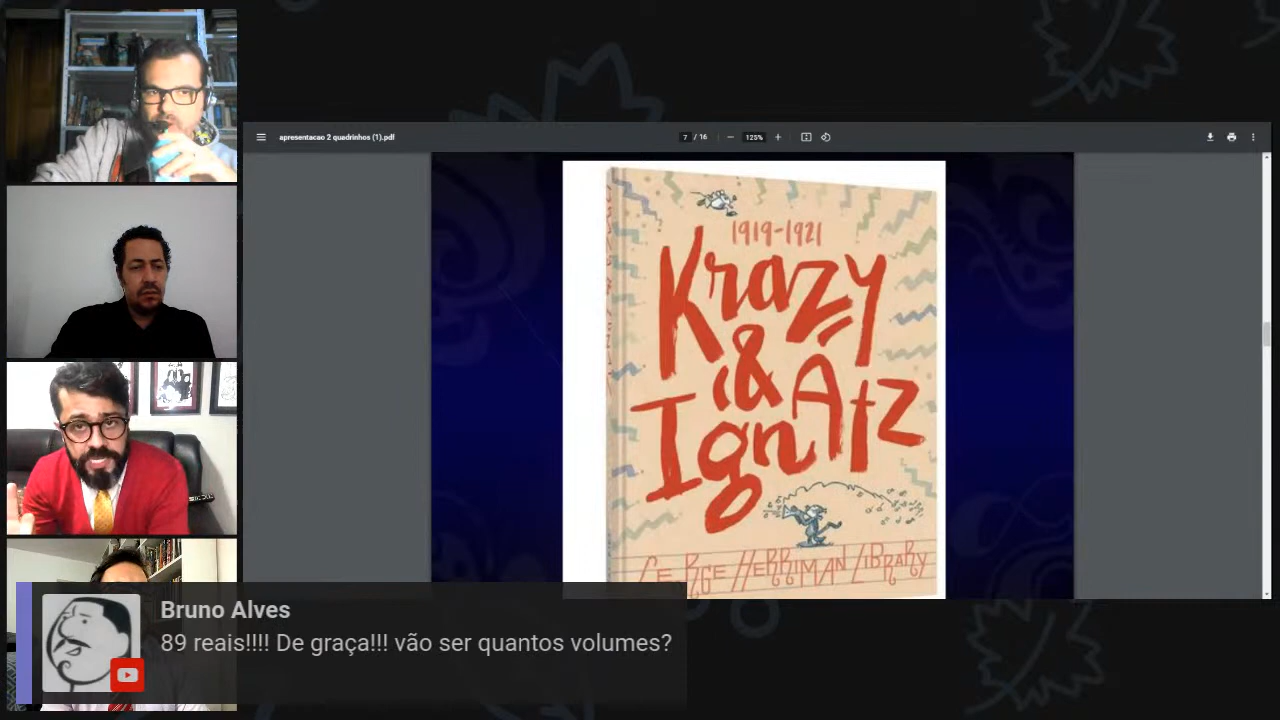 apresentacao 2 quadrinhos (1).pdf
7 / 16
125%
1919-1921
Krazy
&
IgnAtz
GEORGE HERRIMAN LIBRARY
Bruno Alves
89 reais!!!! De graça!!! vão ser quantos volumes?